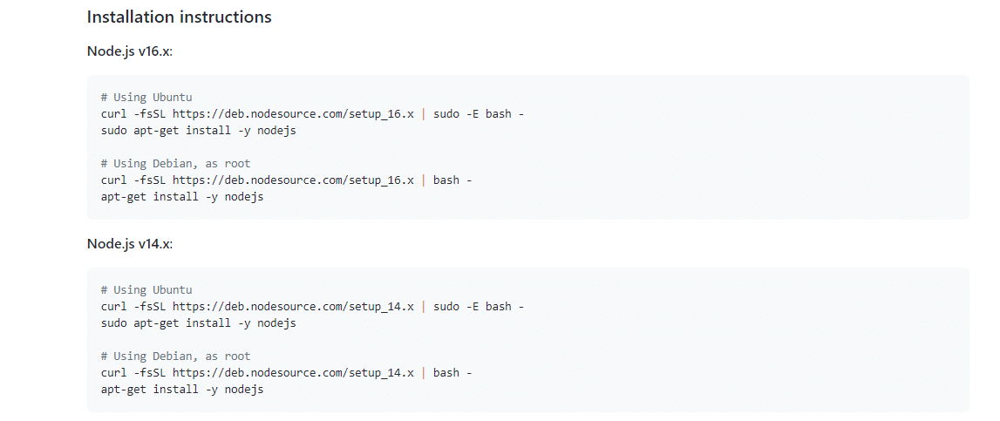 Installation instructions
Node.js v16.x:
# Using Ubuntu
curl -fsSL https://deb.nodesource.com/setup_16.x | sudo -E bash -
sudo apt-get install -y nodejs
# Using Debian, as root
curl -fsSL https://deb.nodesource.com/setup_16.x | bash -
apt-get install -y nodejs
Node.js v14.x:
# Using Ubuntu
curl -fsSL https://deb.nodesource.com/setup_14.x | sudo -E bash -
sudo apt-get install -y nodejs
# Using Debian, as root
curl -fsSL https://deb.nodesource.com/setup_14.x | bash -
apt-get install -y nodejs